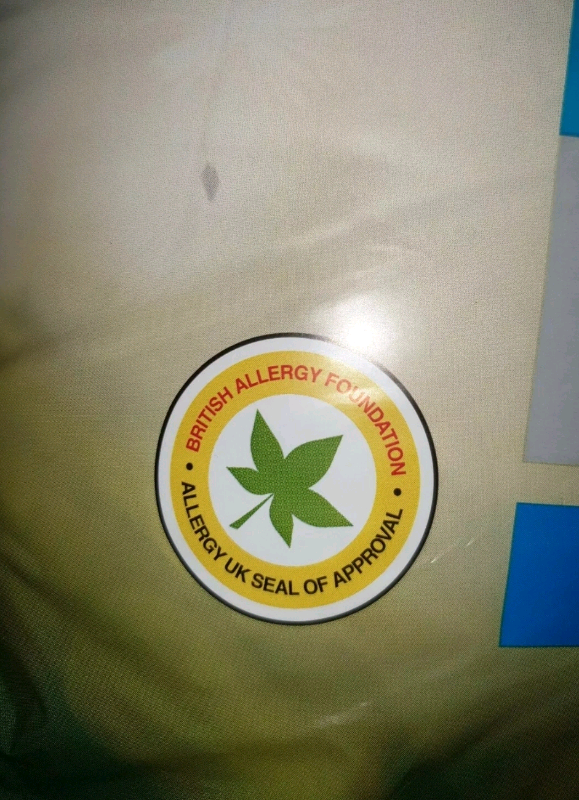 BRITISH ALLERGY FOUNDATION
ALLERGY UK SEAL OF APPROVAL